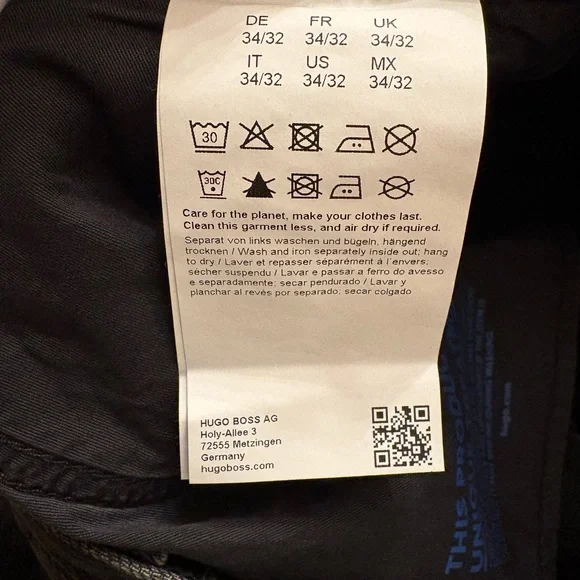 DE FR UK
34/32 34/32 34/32
IT US MX
34/32 34/32 34/32
30
30C
Care for the planet, make your clothes last.
Clean this garment less, and air dry if required.
Separat von links waschen und bügeln, hängend
trocknen / Wash and iron separately inside out; hang
to dry / Laver et repasser séparément à l'envers;
sécher suspendu / Lavar e passar a ferro do avesso
e separadamente; secar pendurado / Lavar y
planchar al revés por separado; secar colgado
HUGO BOSS AG
Holy-Allee 3
72555 Metzingen
Germany
hugoboss.com
THIS PRODU